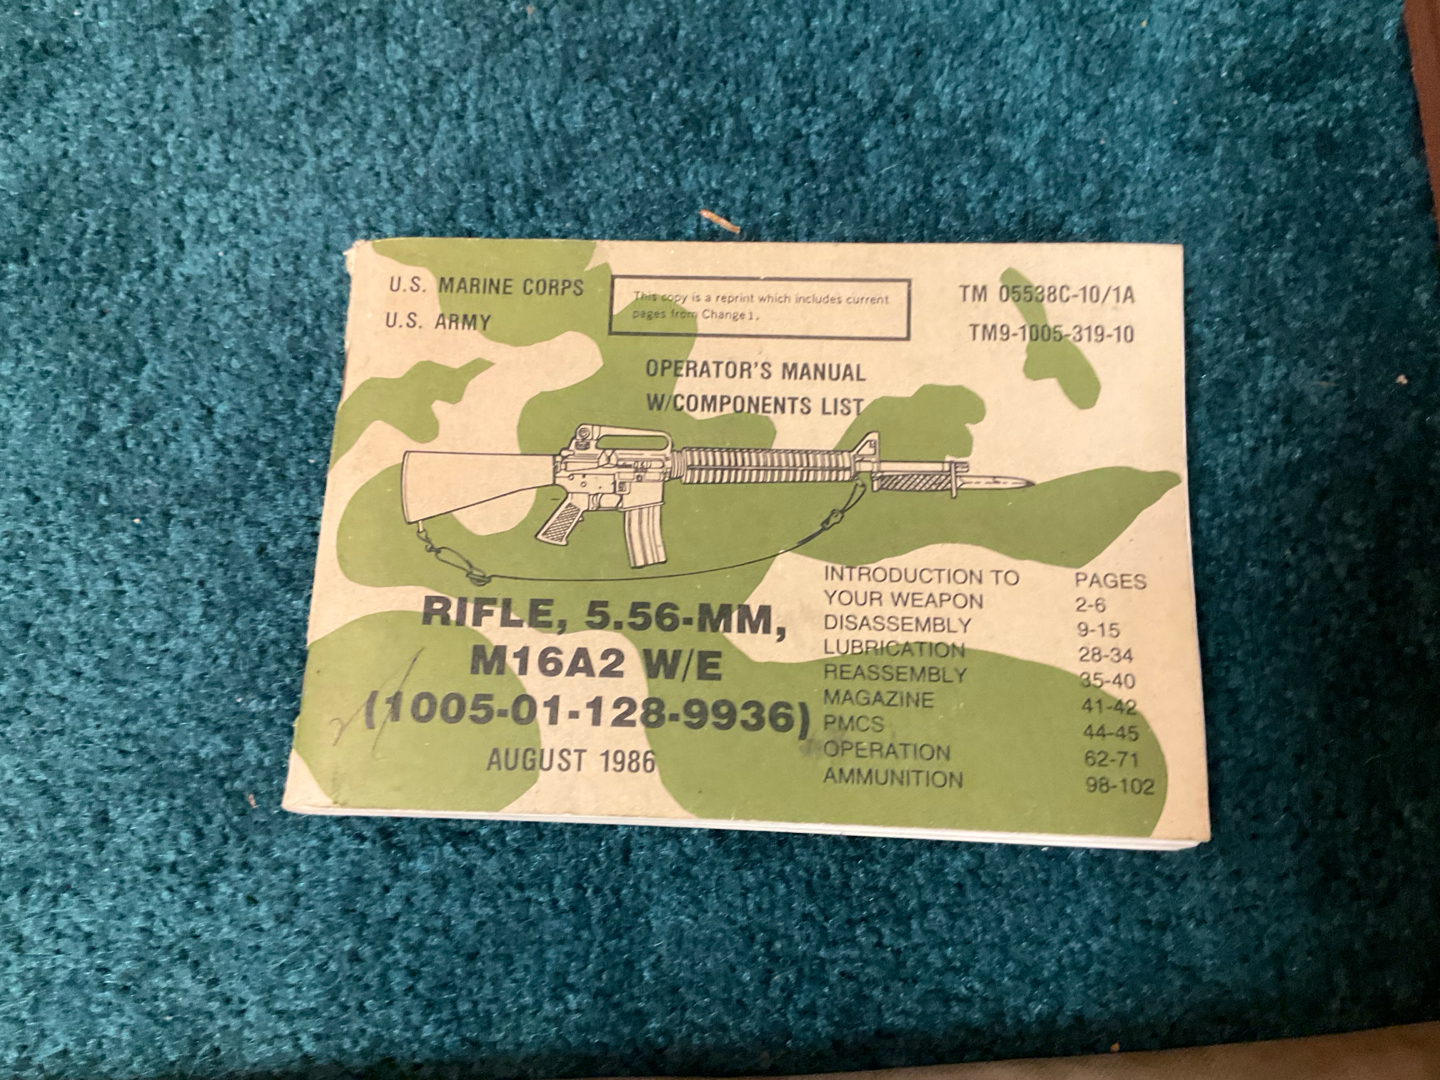 U.S. MARINE CORPS
U.S. ARMY
This copy is a reprint which includes current
pages from Change 1.
TM 05538C-10/1A
TM9-1005-319-10
OPERATOR'S MANUAL
W/COMPONENTS LIST
RIFLE, 5.56-MM,
M16A2 W/E
(1005-01-128-9936)
AUGUST 1986
INTRODUCTION TO PAGES
YOUR WEAPON 2-6
DISASSEMBLY 9-15
LUBRICATION 28-34
REASSEMBLY 35-40
MAGAZINE 41-42
PMCS 44-45
OPERATION 62-71
AMMUNITION 98-102